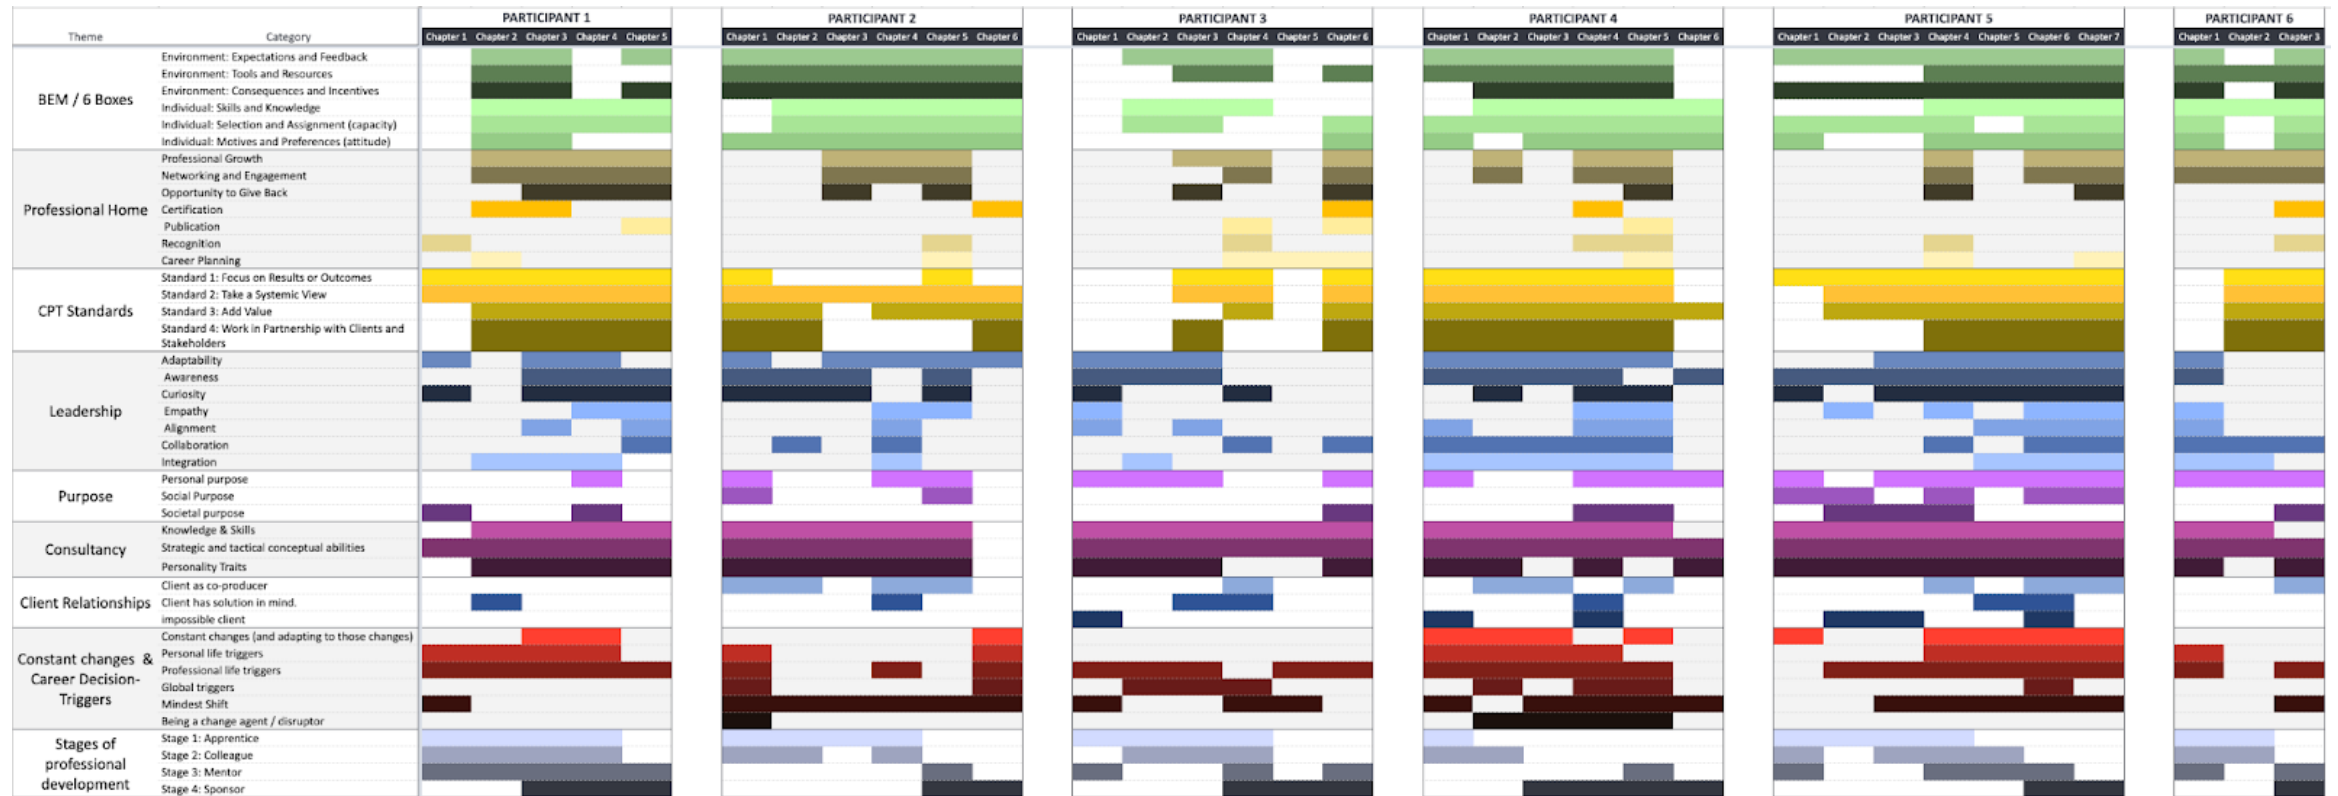 PARTICIPANT 1 PARTICIPANT 2 PARTICIPANT 3 PARTICIPANT 4 PARTICIPANT 5 PARTICIPANT 6
Theme Category Chapter 1 Chapter 2 Chapter 3 Chapter 4 Chapter 5 Chapter 1 Chapter 2 Chapter 3 Chapter 4 Chapter 5 Chapter 6 Chapter 1 Chapter 2 Chapter 3 Chapter 4 Chapter 5 Chapter 6 Chapter 1 Chapter 2 Chapter 3 Chapter 4 Chapter 5 Chapter 6 Chapter 1 Chapter 2 Chapter 3 Chapter 4 Chapter 5 Chapter 6 Chapter 7 Chapter 1 Chapter 2 Chapter 3
BEM / 6 Boxes
Environment: Expectations and Feedback
Environment: Tools and Resources
Environment: Consequences and Incentives
Individual: Skills and Knowledge
Individual: Selection and Assignment (capacity)
Individual: Motives and Preferences (attitude)
Professional Home
Professional Growth
Networking and Engagement
Opportunity to Give Back
Certification
Publication
Recognition
Career Planning
CPT Standards
Standard 1: Focus on Results or Outcomes
Standard 2: Take a Systemic View
Standard 3: Add Value
Standard 4: Work in Partnership with Clients and
Stakeholders
Leadership
Adaptability
Awareness
Curiosity
Empathy
Alignment
Collaboration
Integration
Purpose
Personal purpose
Social Purpose
Societal purpose
Consultancy
Knowledge & Skills
Strategic and tactical conceptual abilities
Personality Traits
Client Relationships
Client as co-producer
Client has solution in mind.
impossible client
Constant changes &
Career Decision-
Triggers
Constant changes (and adapting to those changes)
Personal life triggers
Professional life triggers
Global triggers
Mindest Shift
Being a change agent / disruptor
Stages of
professional
development
Stage 1: Apprentice
Stage 2: Colleague
Stage 3: Mentor
Stage 4: Sponsor